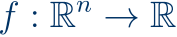 f : ℝⁿ → ℝ